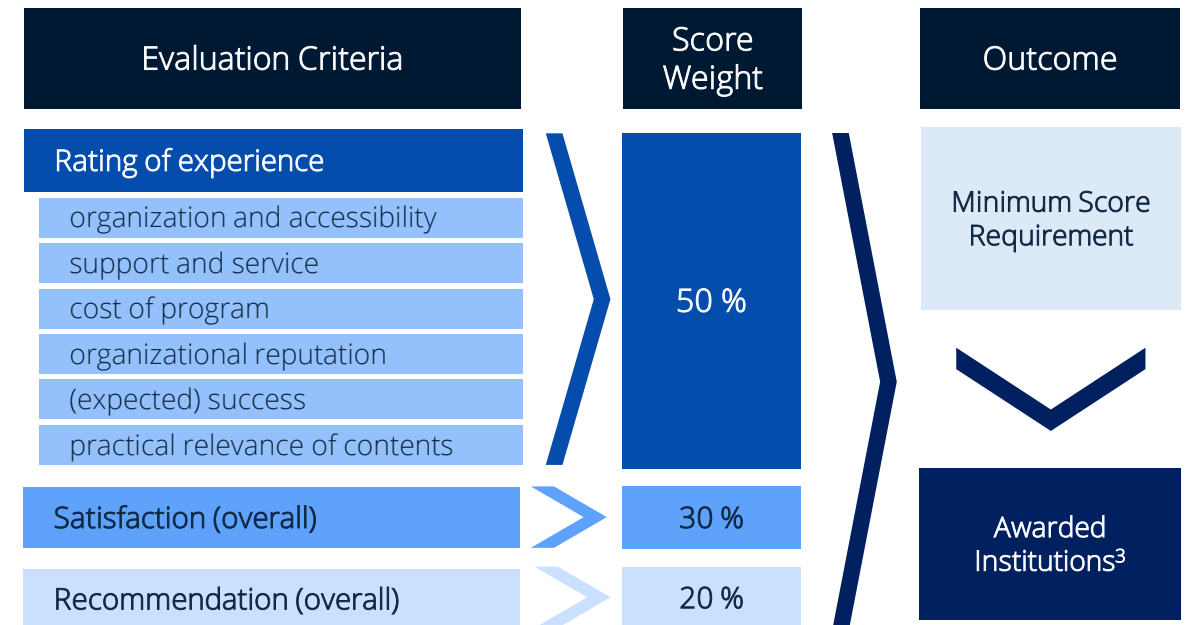 Evaluation Criteria
Score
Weight
Outcome
Rating of experience
organization and accessibility
support and service
cost of program
organizational reputation
(expected) success
practical relevance of contents
50 %
Minimum Score
Requirement
Satisfaction (overall)
30 %
Awarded
Institutions³
Recommendation (overall)
20 %